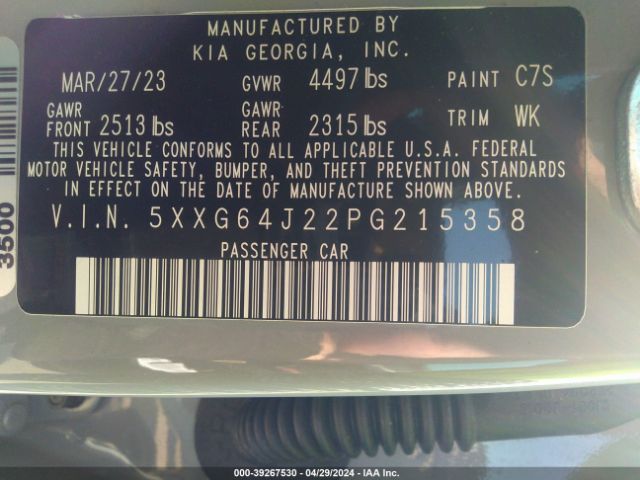 MANUFACTURED BY
KIA GEORGIA, INC.
MAR/27/23 GVWR 4497 lbs PAINT C7S
GAWR FRONT 2513 lbs GAWR REAR 2315 lbs TRIM WK
THIS VEHICLE CONFORMS TO ALL APPLICABLE U.S.A. FEDERAL
MOTOR VEHICLE SAFETY, BUMPER, AND THEFT PREVENTION STANDARDS
IN EFFECT ON THE DATE OF MANUFACTURE SHOWN ABOVE.
V.I.N. 5XXG64J22PG215358
PASSENGER CAR
3500
000-39267530 - 04/29/2024 - IAA Inc.